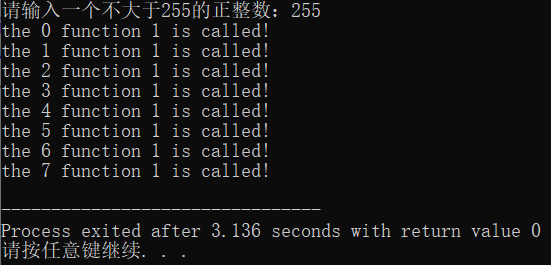 请输入一个不大于255的正整数：255
the 0 function 1 is called!
the 1 function 1 is called!
the 2 function 1 is called!
the 3 function 1 is called!
the 4 function 1 is called!
the 5 function 1 is called!
the 6 function 1 is called!
the 7 function 1 is called!
--------------------------------
Process exited after 3.136 seconds with return value 0
请按任意键继续. . .